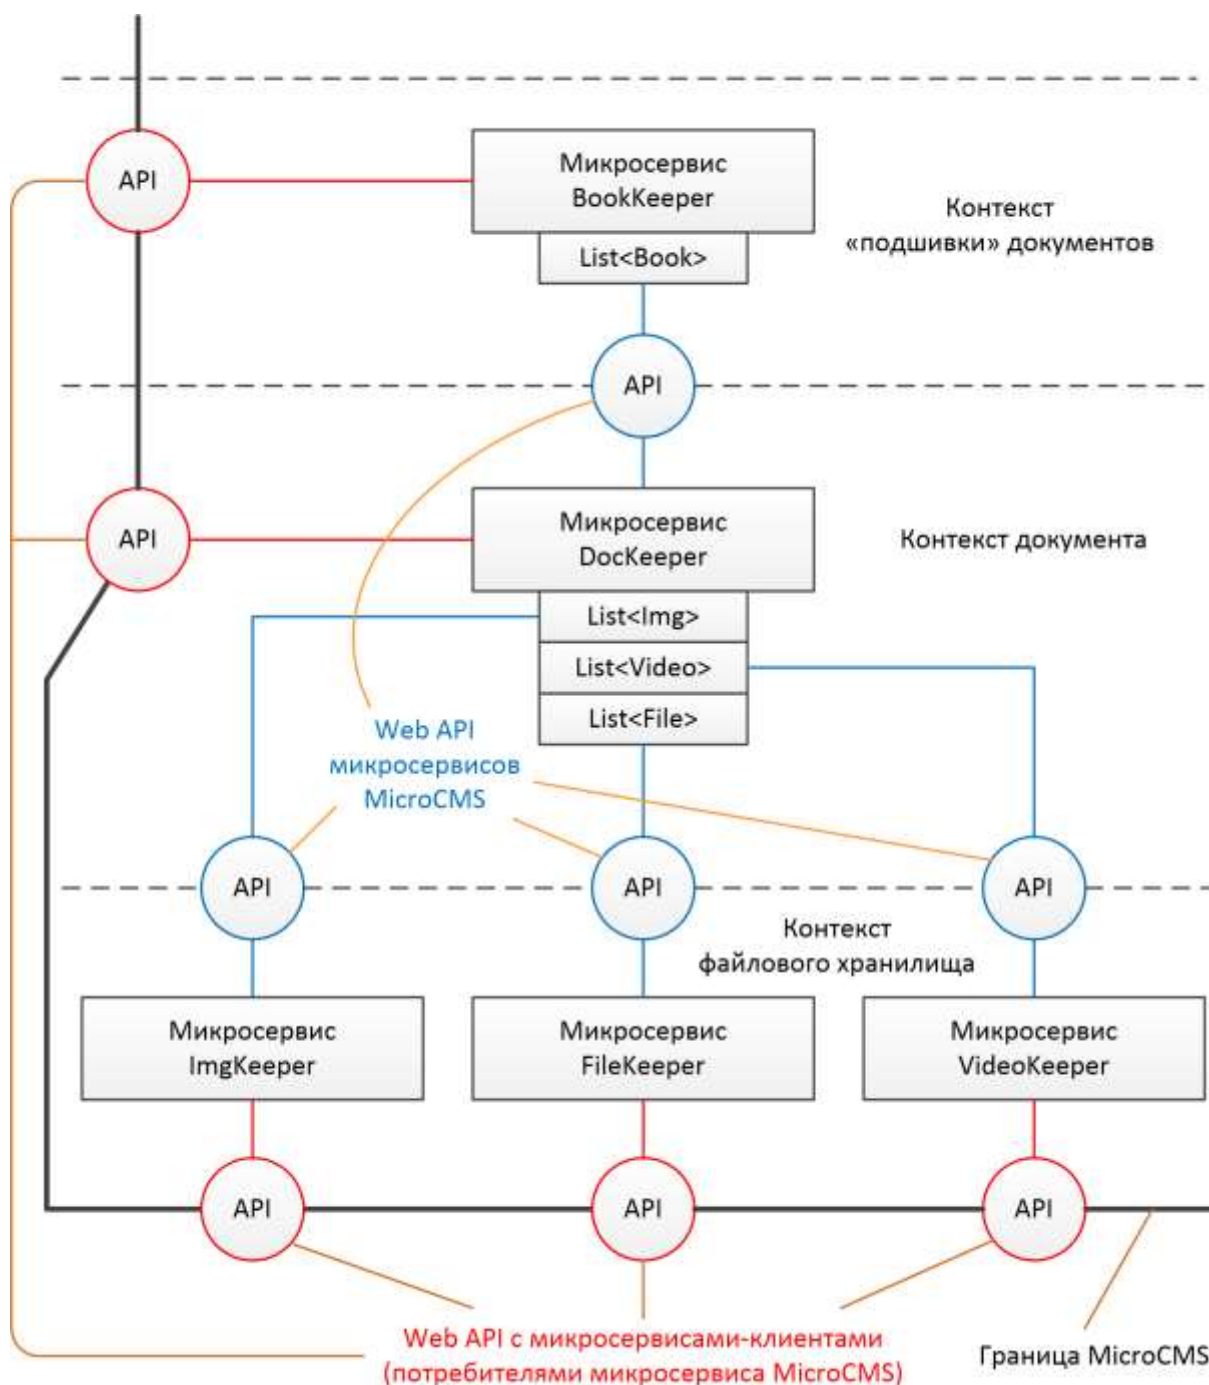 API
Микросервис
BookKeeper
List<Book>
Контекст
«подшивки» документов
API
API
Микросервис
DocKeeper
Контекст документа
List<Img>
List<Video>
List<File>
Web API
микросервисов
MicroCMS
API
API
API
Контекст
файлового хранилища
Микросервис
ImgKeeper
Микросервис
FileKeeper
Микросервис
VideoKeeper
API
API
API
Web API с микросервисами-клиентами
(потребителями микросервиса MicroCMS)
Граница MicroCMS